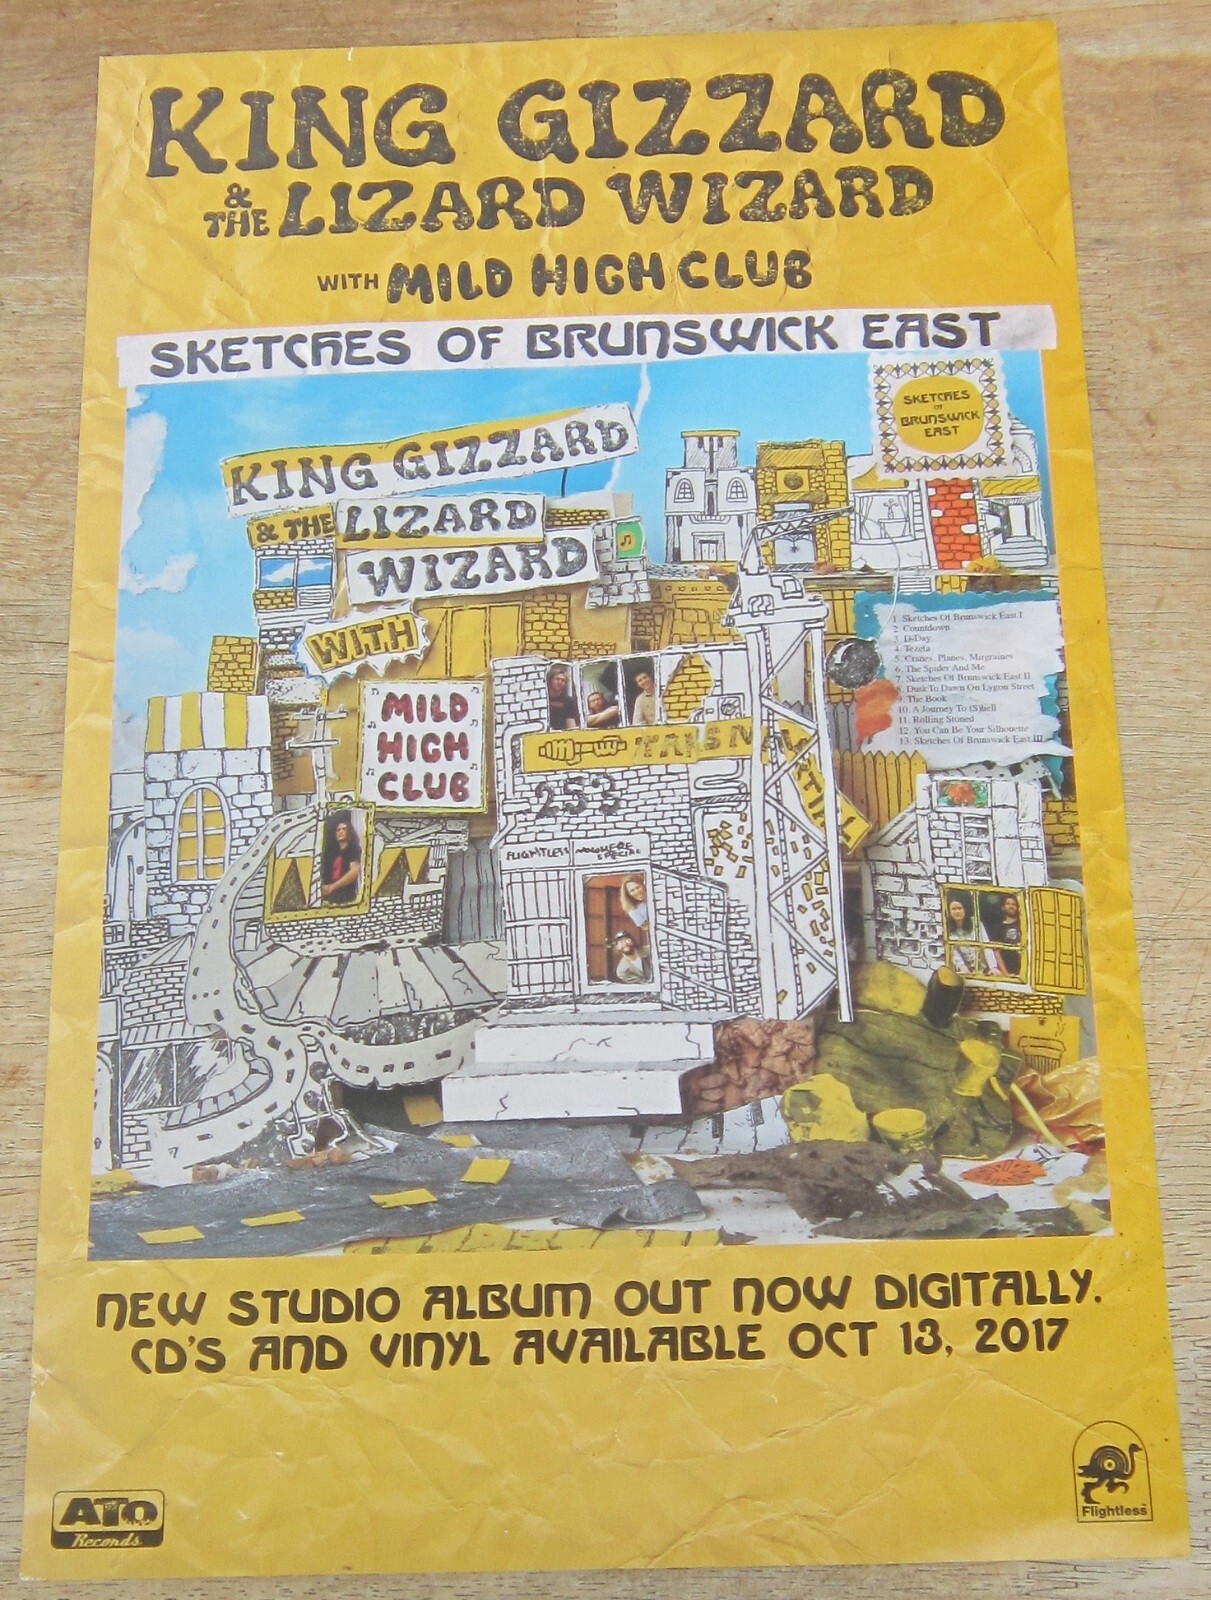 KING GIZZARD
& THE LIZARD WIZARD
WITH MILD HIGH CLUB
SKETCHES OF BRUNSWICK EAST
SKETCHES
OF
BRUNSWICK
EAST
KING GIZZARD
& THE LIZARD
WIZARD
WITH
MILD
HIGH
CLUB
1. Sketches Of Brunswick East I
2. Countdown
3. D-Day
4. Tezeta
5. Cranes, Planes, Migraines
6. The Spider And Me
7. Sketches Of Brunswick East II
8. Dusk To Dawn On Lygon Street
9. The Book
10. A Journey To (S)hell
11. Rolling Stoned
12. You Can Be Your Silhouette
13. Sketches Of Brunswick East III
253
FLIGHTLESS
NOWHERE
SPECIAL
7
NEW STUDIO ALBUM OUT NOW DIGITALLY.
CD'S AND VINYL AVAILABLE OCT 13, 2017
ATO
Records
Flightless